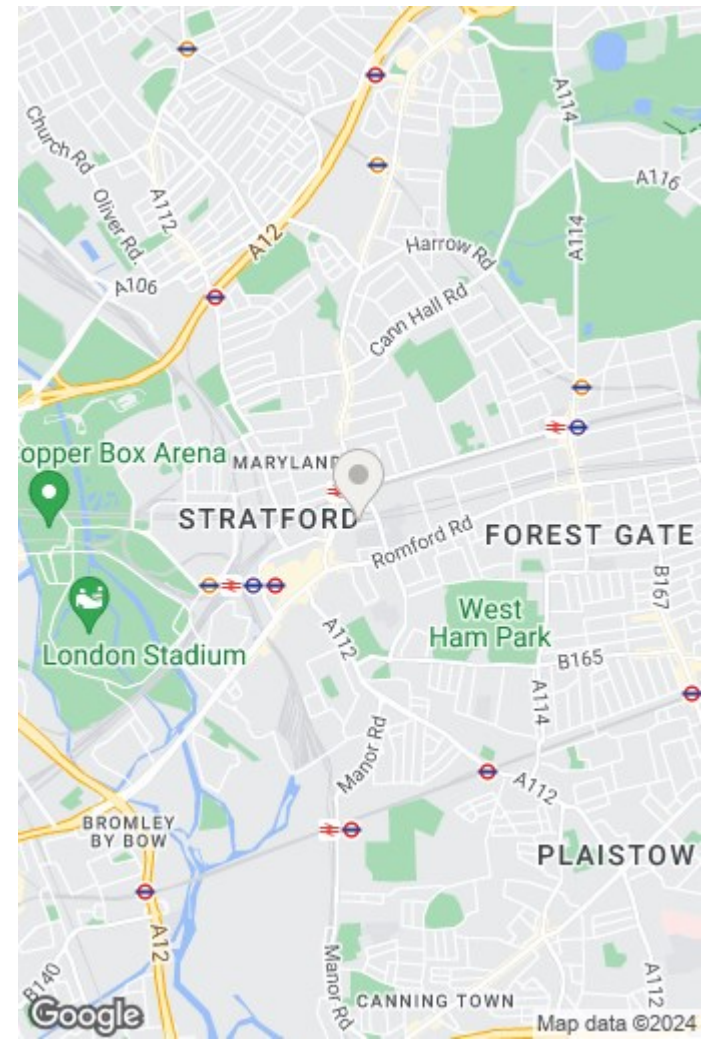 A114
Church Rd
Oliver Rd.
A112
A116
A12
A114
Harrow Rd
A106
Cann Hall Rd
opper Box Arena
MARYLAND
STRATFORD
Romford Rd
FOREST GATE
B167
West
Ham Park
A112
London Stadium
B165
A114
Manor Rd
A112
BROMLEY
BY BOW
PLAISTOW
A12
B140
Manor Rd
CANNING TOWN
A112
Google
Map data ©2024